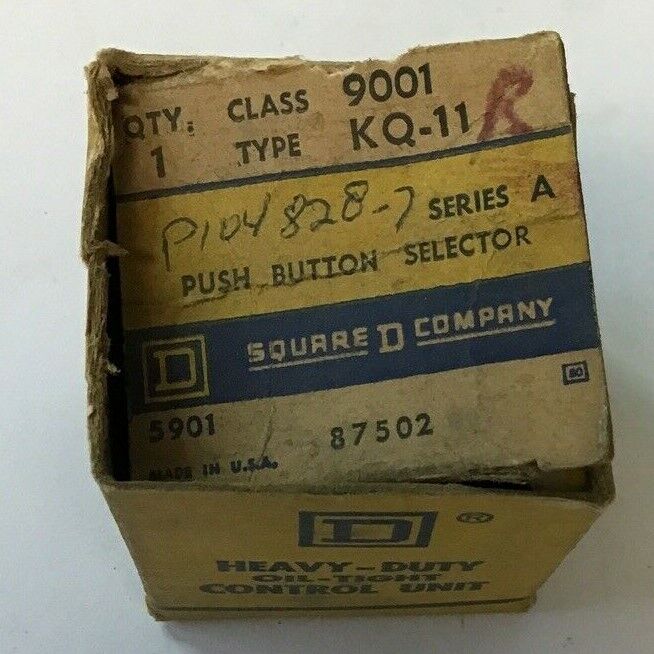 QTY. CLASS 9001
1 TYPE KQ-11 R
P104828-7 SERIES A
PUSH BUTTON SELECTOR
D SQUARE D COMPANY
80
5901 87502
MADE IN U.S.A.
D ®
HEAVY-DUTY
OIL-TIGHT
CONTROL UNIT